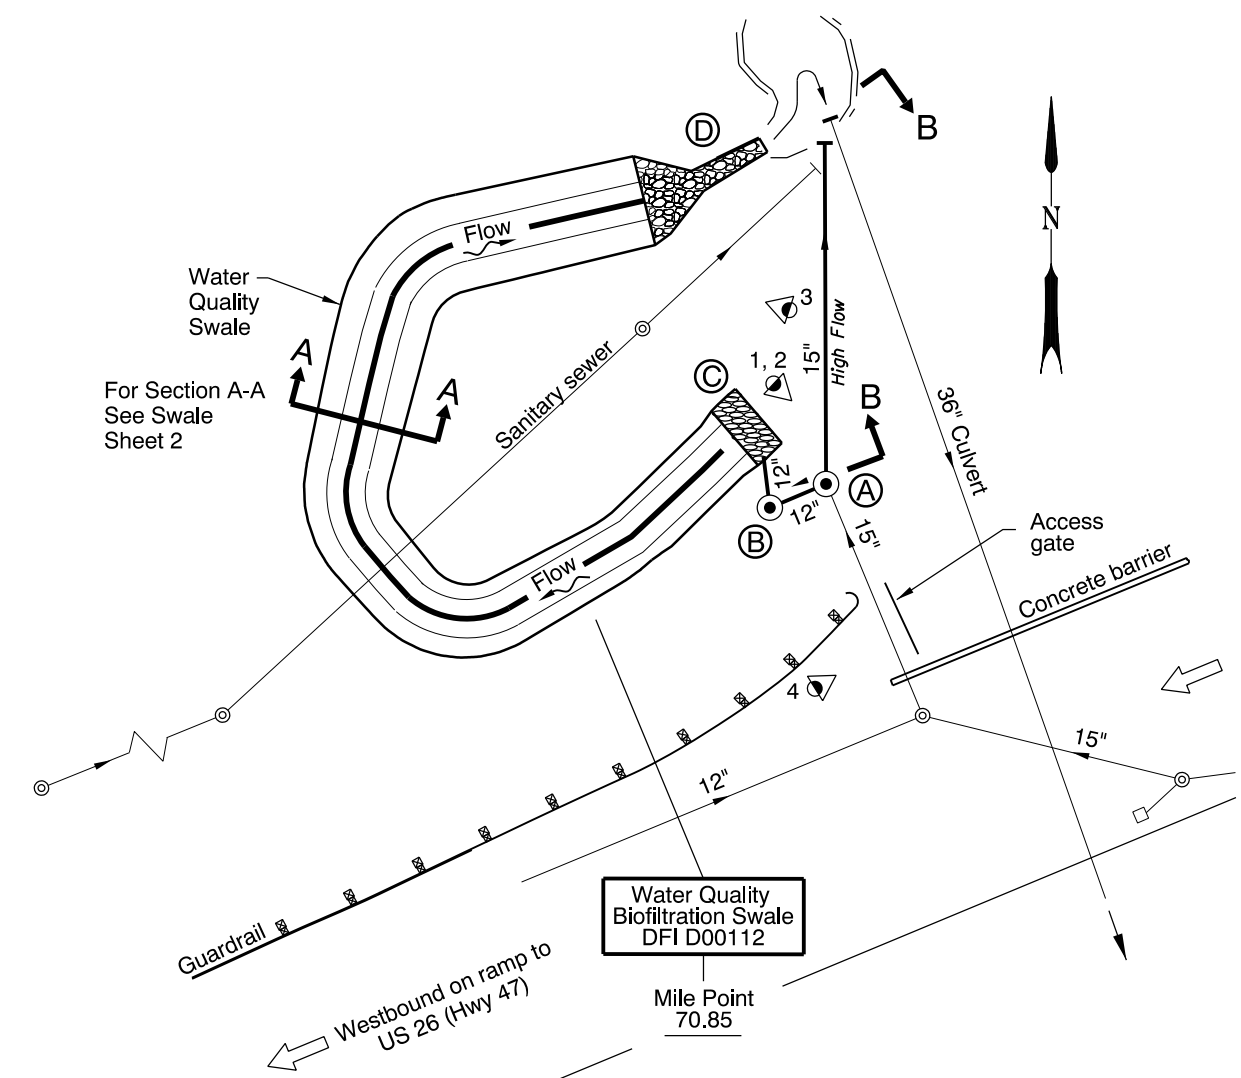 D
B
Flow
N
Water
Quality
Swale
3
A
1, 2
15"
High Flow
C
A
For Section A-A
See Swale
Sheet 2
Sanitary sewer
B
36" Culvert
12"
A
12"
B
15"
Access
gate
Flow
Concrete barrier
4
15"
12"
Water Quality
Biofiltration Swale
DFI D00112
Guardrail
Westbound on ramp to
US 26 (Hwy 47)
Mile Point
70.85